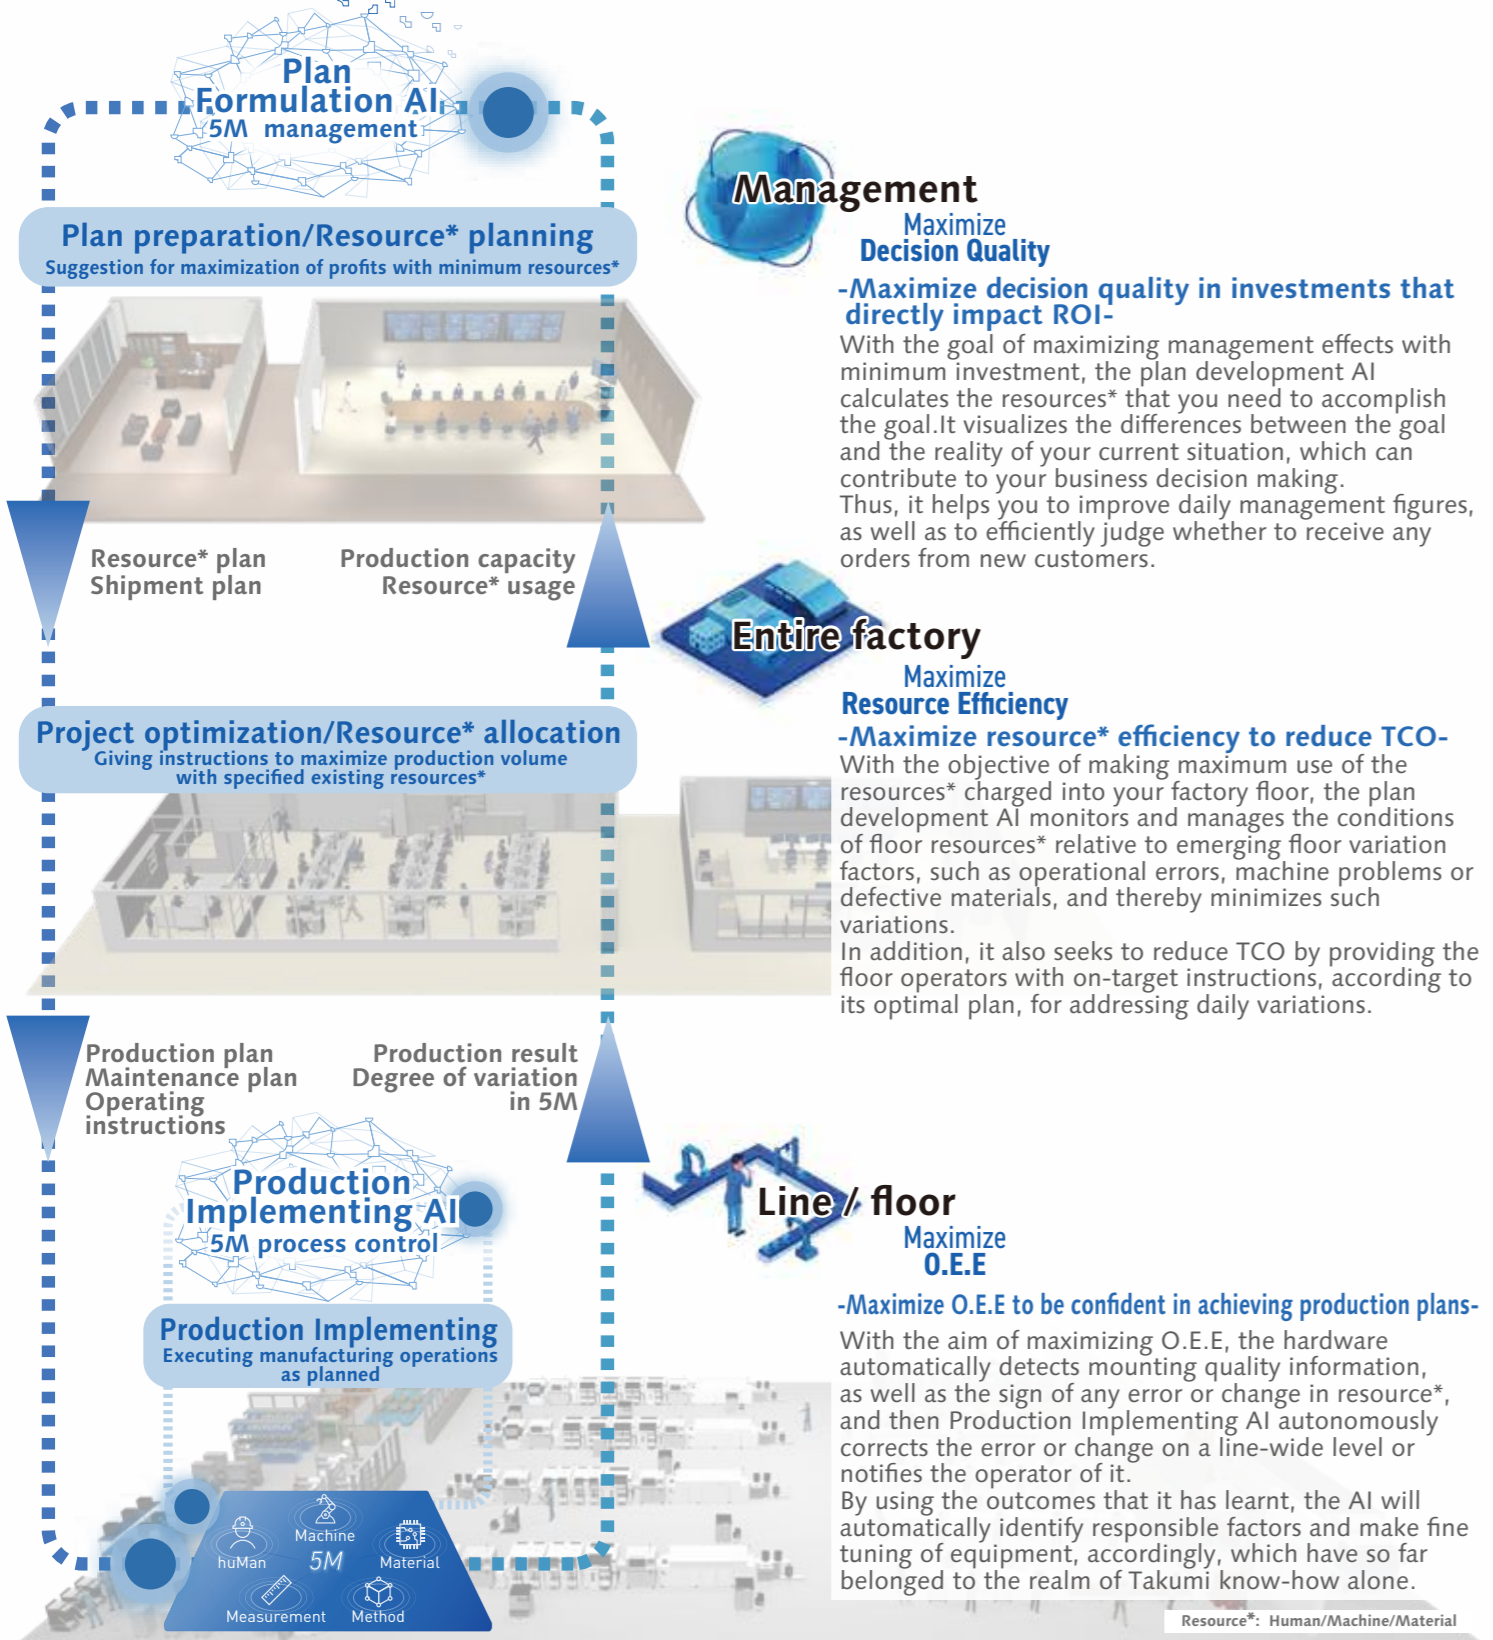 Plan
Formulation AI
5M management
Plan preparation/Resource* planning
Suggestion for maximization of profits with minimum resources*
Resource* plan
Shipment plan
Production capacity
Resource* usage
Project optimization/Resource* allocation
Giving instructions to maximize production volume
with specified existing resources*
Production plan
Maintenance plan
Operating
instructions
Production result
Degree of variation
in 5M
Production
Implementing AI
5M process control
Production Implementing
Executing manufacturing operations
as planned
huMan
Machine
5M
Material
Measurement
Method
Management
Maximize
Decision Quality
-Maximize decision quality in investments that
directly impact ROI-
With the goal of maximizing management effects with
minimum investment, the plan development AI
calculates the resources* that you need to accomplish
the goal.It visualizes the differences between the goal
and the reality of your current situation, which can
contribute to your business decision making.
Thus, it helps you to improve daily management figures,
as well as to efficiently judge whether to receive any
orders from new customers.
Entire factory
Maximize
Resource Efficiency
-Maximize resource* efficiency to reduce TCO-
With the objective of making maximum use of the
resources* charged into your factory floor, the plan
development AI monitors and manages the conditions
of floor resources* relative to emerging floor variation
factors, such as operational errors, machine problems or
defective materials, and thereby minimizes such
variations.
In addition, it also seeks to reduce TCO by providing the
floor operators with on-target instructions, according to
its optimal plan, for addressing daily variations.
Line / floor
Maximize
O.E.E
-Maximize O.E.E to be confident in achieving production plans-
With the aim of maximizing O.E.E, the hardware
automatically detects mounting quality information,
as well as the sign of any error or change in resource*,
and then Production Implementing AI autonomously
corrects the error or change on a line-wide level or
notifies the operator of it.
By using the outcomes that it has learnt, the AI will
automatically identify responsible factors and make fine
tuning of equipment, accordingly, which have so far
belonged to the realm of Takumi know-how alone.
Resource*: Human/Machine/Material